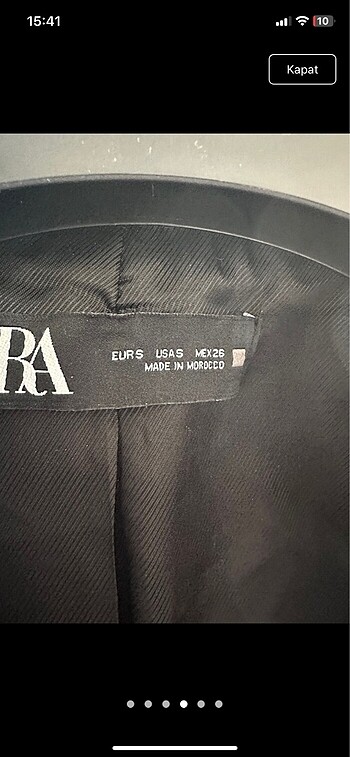 15:41
10
Kapat
RA
EURS USAS MEX26
MADE IN MOROCCO